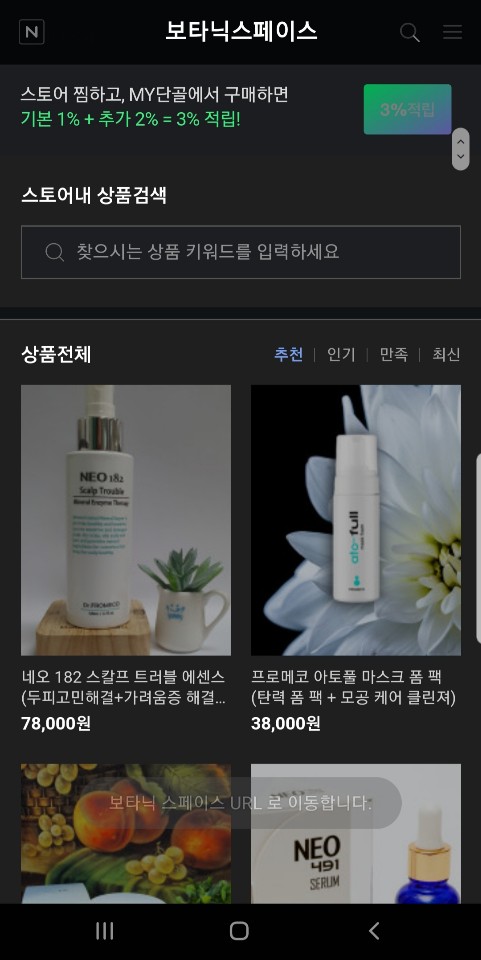 N 보타닉스페이스
스토어 찜하고, MY단골에서 구매하면
기본 1% + 추가 2% = 3% 적립!
3%적립
스토어내 상품검색
찾으시는 상품 키워드를 입력하세요
상품전체 추천 인기 만족 최신
NEO 182
Scalp Trouble
Mineral Enzyme Therapy
Dr.FROMECO
ato-full
네오 182 스칼프 트러블 에센스
(두피고민해결+가려움증 해결...
78,000원
프로메코 아토풀 마스크 폼 팩
(탄력 폼 팩 + 모공 케어 클린져)
38,000원
보타닉 스페이스 URL 로 이동합니다.
NEO
491
SERUM